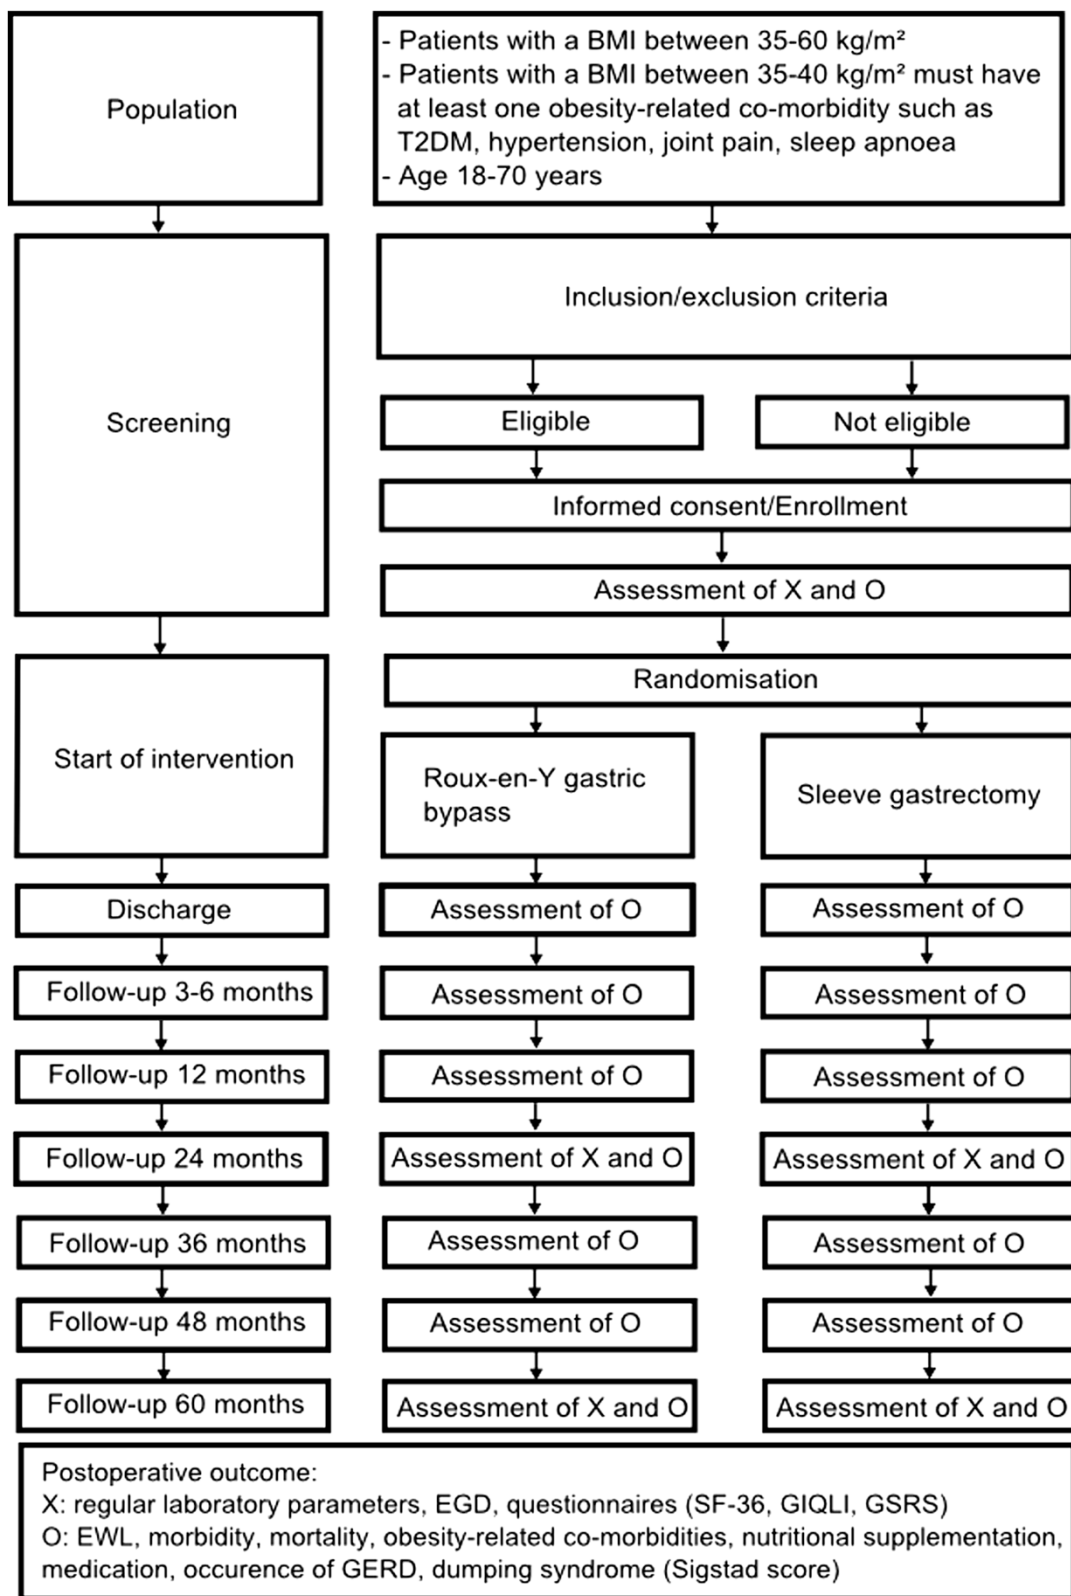 Population
- Patients with a BMI between 35-60 kg/m²
- Patients with a BMI between 35-40 kg/m² must have
at least one obesity-related co-morbidity such as
T2DM, hypertension, joint pain, sleep apnoea
- Age 18-70 years
Screening
Inclusion/exclusion criteria
Eligible
Not eligible
Informed consent/Enrollment
Assessment of X and O
Start of intervention
Randomisation
Roux-en-Y gastric
bypass
Sleeve gastrectomy
Discharge
Assessment of O
Assessment of O
Follow-up 3-6 months
Assessment of O
Assessment of O
Follow-up 12 months
Assessment of O
Assessment of O
Follow-up 24 months
Assessment of X and O
Assessment of X and O
Follow-up 36 months
Assessment of O
Assessment of O
Follow-up 48 months
Assessment of O
Assessment of O
Follow-up 60 months
Assessment of X and O
Assessment of X and O
Postoperative outcome:
X: regular laboratory parameters, EGD, questionnaires (SF-36, GIQLI, GSRS)
O: EWL, morbidity, mortality, obesity-related co-morbidities, nutritional supplementation,
medication, occurence of GERD, dumping syndrome (Sigstad score)